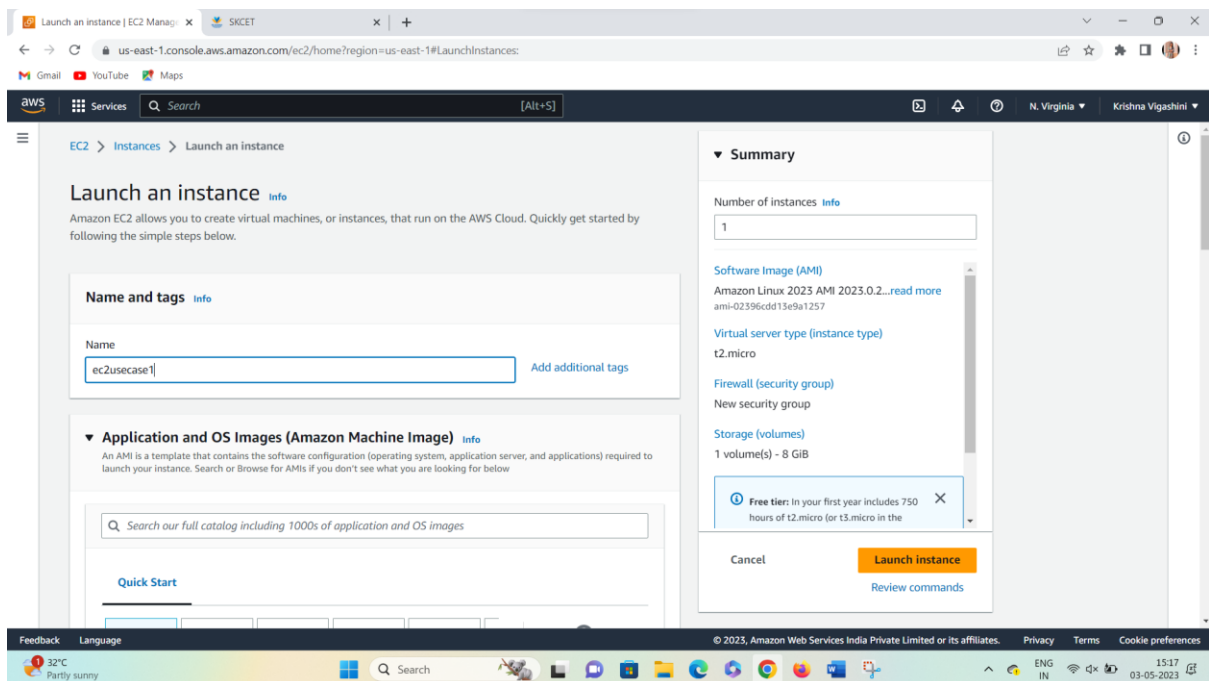 Launch an instance | EC2 Manag
SKCET
us-east-1.console.aws.amazon.com/ec2/home?region=us-east-1#LaunchInstances:
Gmail
YouTube
Maps
aws
Services
Search
[Alt+S]
N. Virginia
Krishna Vigashini
EC2 > Instances > Launch an instance
Launch an instance Info
Amazon EC2 allows you to create virtual machines, or instances, that run on the AWS Cloud. Quickly get started by
following the simple steps below.
Name and tags Info
Name
ec2usecase1
Add additional tags
Application and OS Images (Amazon Machine Image) Info
An AMI is a template that contains the software configuration (operating system, application server, and applications) required to
launch your instance. Search or Browse for AMIs if you don't see what you are looking for below
Search our full catalog including 1000s of application and OS images
Quick Start
Summary
Number of instances Info
1
Software Image (AMI)
Amazon Linux 2023 AMI 2023.0.2...read more
ami-02396cdd13e9a1257
Virtual server type (instance type)
t2.micro
Firewall (security group)
New security group
Storage (volumes)
1 volume(s) - 8 GiB
Free tier: In your first year includes 750
hours of t2.micro (or t3.micro in the
Cancel
Launch instance
Review commands
Feedback
Language
© 2023, Amazon Web Services India Private Limited or its affiliates.
Privacy
Terms
Cookie preferences
1
32°C
Partly sunny
Search
ENG
IN
15:17
03-05-2023